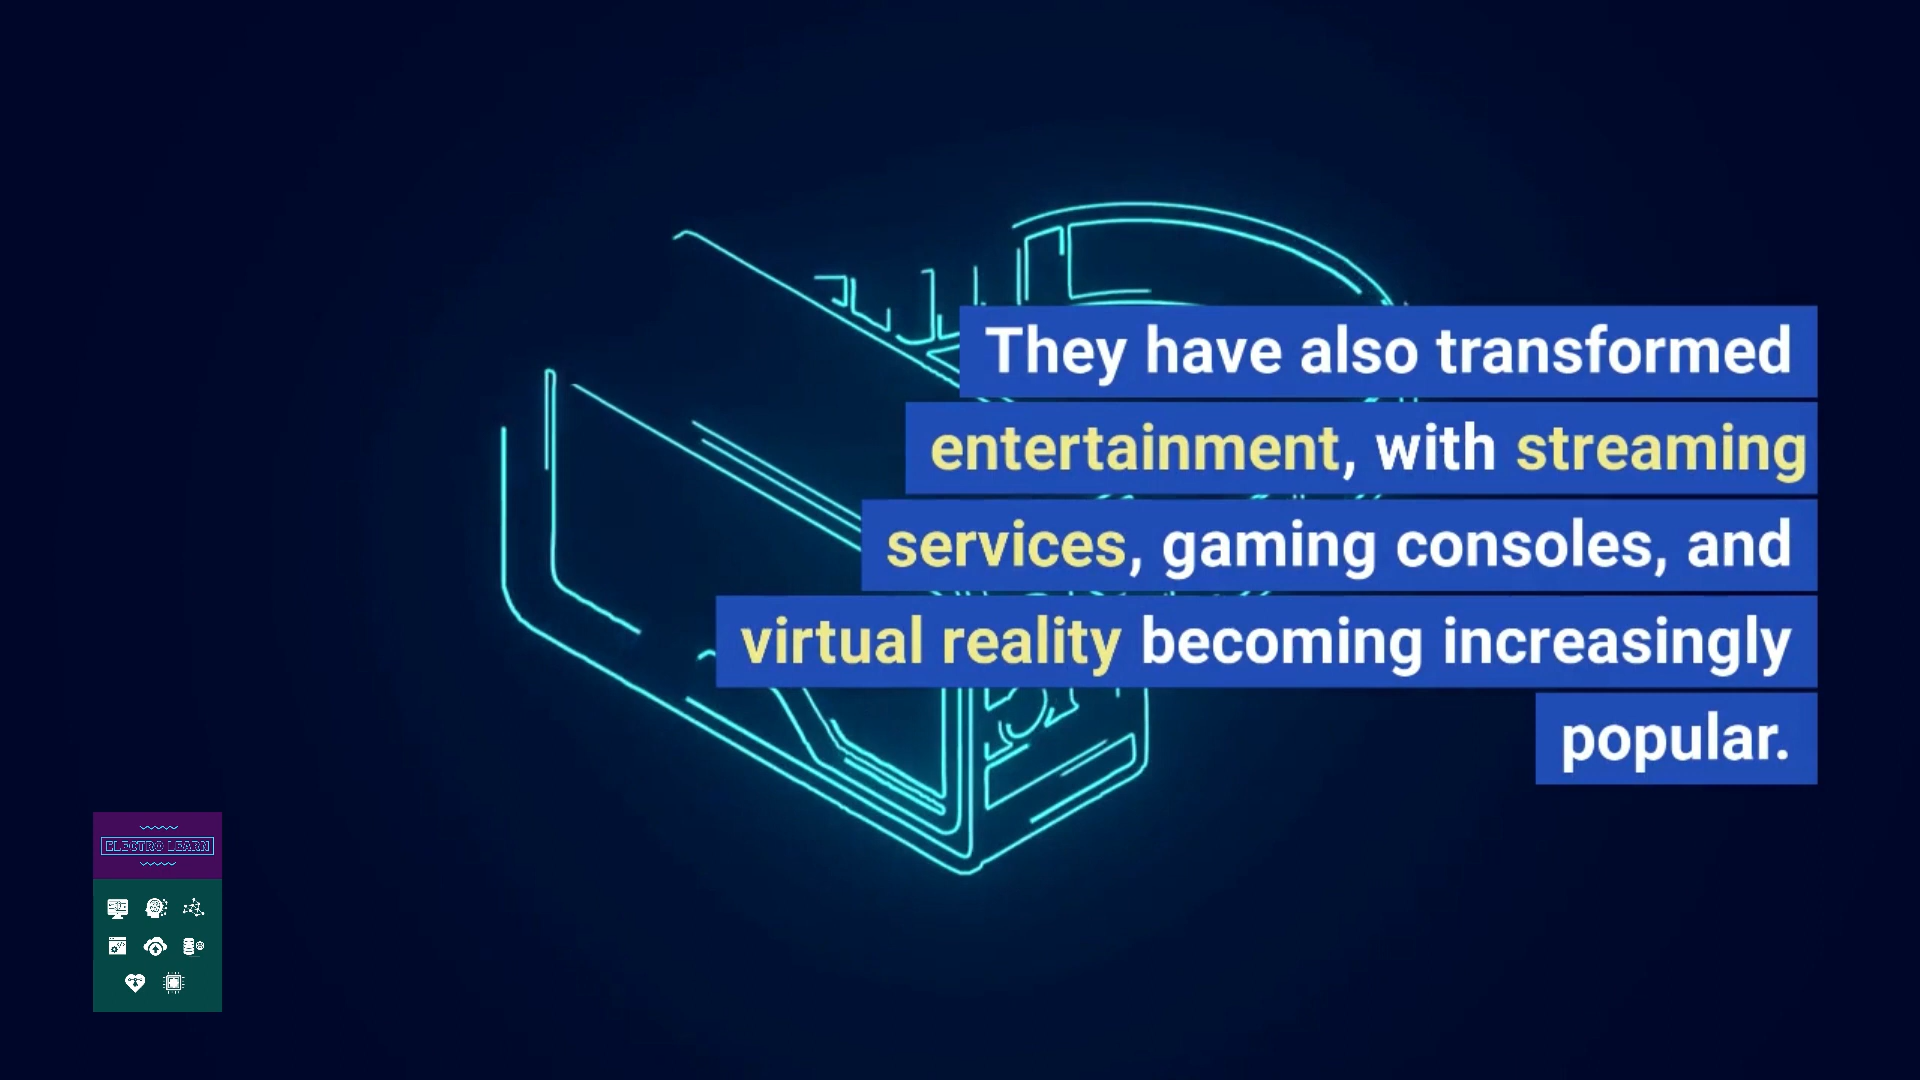 They have also transformed
entertainment, with streaming
services, gaming consoles, and
virtual reality becoming increasingly
popular.
ELECTRO LEARN